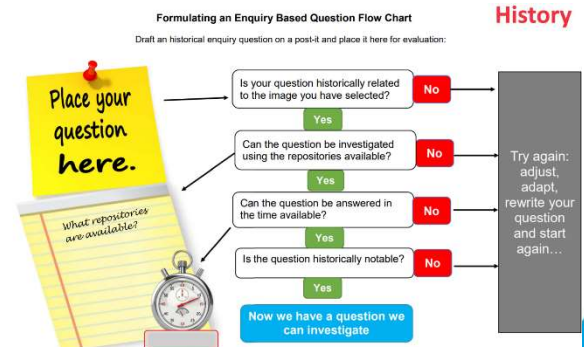 History
Formulating an Enquiry Based Question Flow Chart
Draft an historical enquiry question on a post-it and place it here for evaluation:
Place your
question
here.
Is your question historically related
to the image you have selected?
No
Yes
Can the question be investigated
using the repositories available?
No
Yes
What repositories
are available?
Can the question be answered in
the time available?
No
Yes
Is the question historically notable?
No
Yes
Now we have a question we
can investigate
Try again:
adjust,
adapt,
rewrite your
question
and start
again…